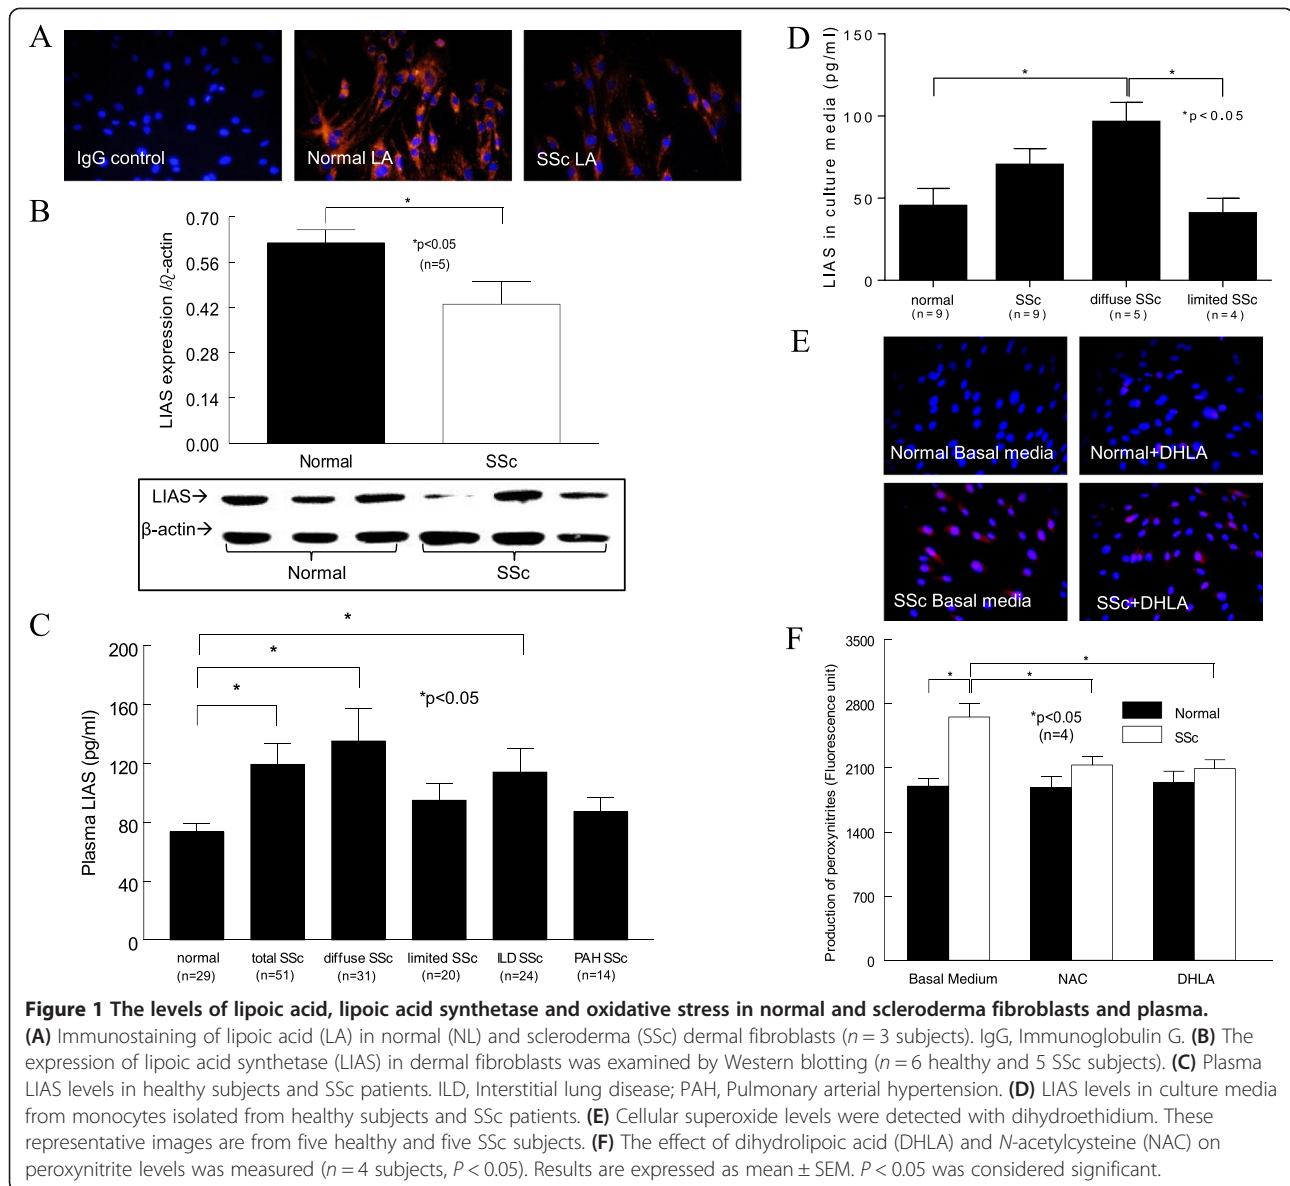 A
IgG control
Normal LA
SSc LA
B
LIAS expression /β-actin
0.70
0.56
0.42
0.28
0.14
0.00
*
*p<0.05
(n=5)
Normal
SSc
LIAS→
β-actin→
Normal
SSc
C
Plasma LIAS (pg/ml)
200
160
120
80
40
0
*
*
*
*p<0.05
normal
(n=29)
total SSc
(n=51)
diffuse SSc
(n=31)
limited SSc
(n=20)
ILD SSc
(n=24)
PAH SSc
(n=14)
D
LIAS in culture media (pg/ml)
150
100
50
0
*
*
*p<0.05
normal
(n=9)
SSc
(n=9)
diffuse SSc
(n=5)
limited SSc
(n=4)
E
Normal Basal media
Normal+DHLA
SSc Basal media
SSc+DHLA
F
Production of peroxynitrites (Fluorescence unit)
3500
2800
2100
1400
700
0
*
*
*
*p<0.05
(n=4)
Normal
SSc
Basal Medium
NAC
DHLA
Figure 1 The levels of lipoic acid, lipoic acid synthetase and oxidative stress in normal and scleroderma fibroblasts and plasma.
(A) Immunostaining of lipoic acid (LA) in normal (NL) and scleroderma (SSc) dermal fibroblasts (n = 3 subjects). IgG, Immunoglobulin G. (B) The
expression of lipoic acid synthetase (LIAS) in dermal fibroblasts was examined by Western blotting (n = 6 healthy and 5 SSc subjects). (C) Plasma
LIAS levels in healthy subjects and SSc patients. ILD, Interstitial lung disease; PAH, Pulmonary arterial hypertension. (D) LIAS levels in culture media
from monocytes isolated from healthy subjects and SSc patients. (E) Cellular superoxide levels were detected with dihydroethidium. These
representative images are from five healthy and five SSc subjects. (F) The effect of dihydrolipoic acid (DHLA) and N-acetylcysteine (NAC) on
peroxynitrite levels was measured (n = 4 subjects, P < 0.05). Results are expressed as mean ± SEM. P < 0.05 was considered significant.